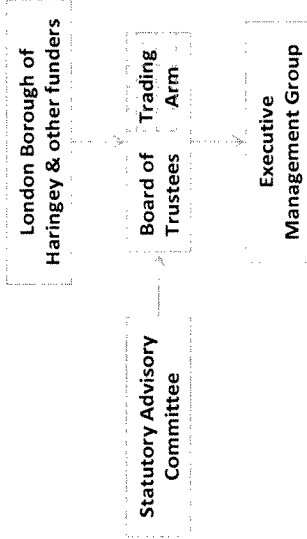 London Borough of
Haringey & other funders
Board of
Trustees
Trading
Arm
Statutory Advisory
Committee
Executive
Management Group